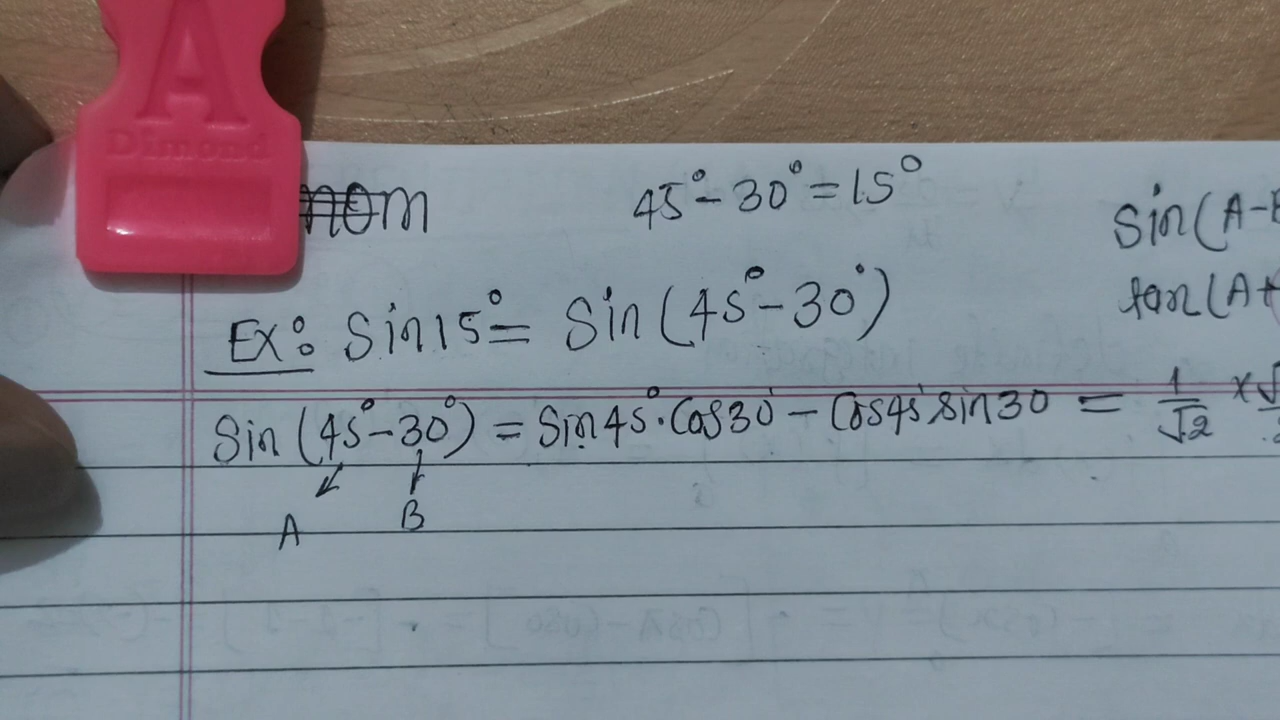 A
Dimond
nom
45° - 30° = 15°
Sin(A-B
tan(A+
Ex: Sin15° = Sin(45° - 30°)
Sin(45° - 30°) = Sin45°.Cos30° - Cos45° sin30 = 1/√2 × √
A B